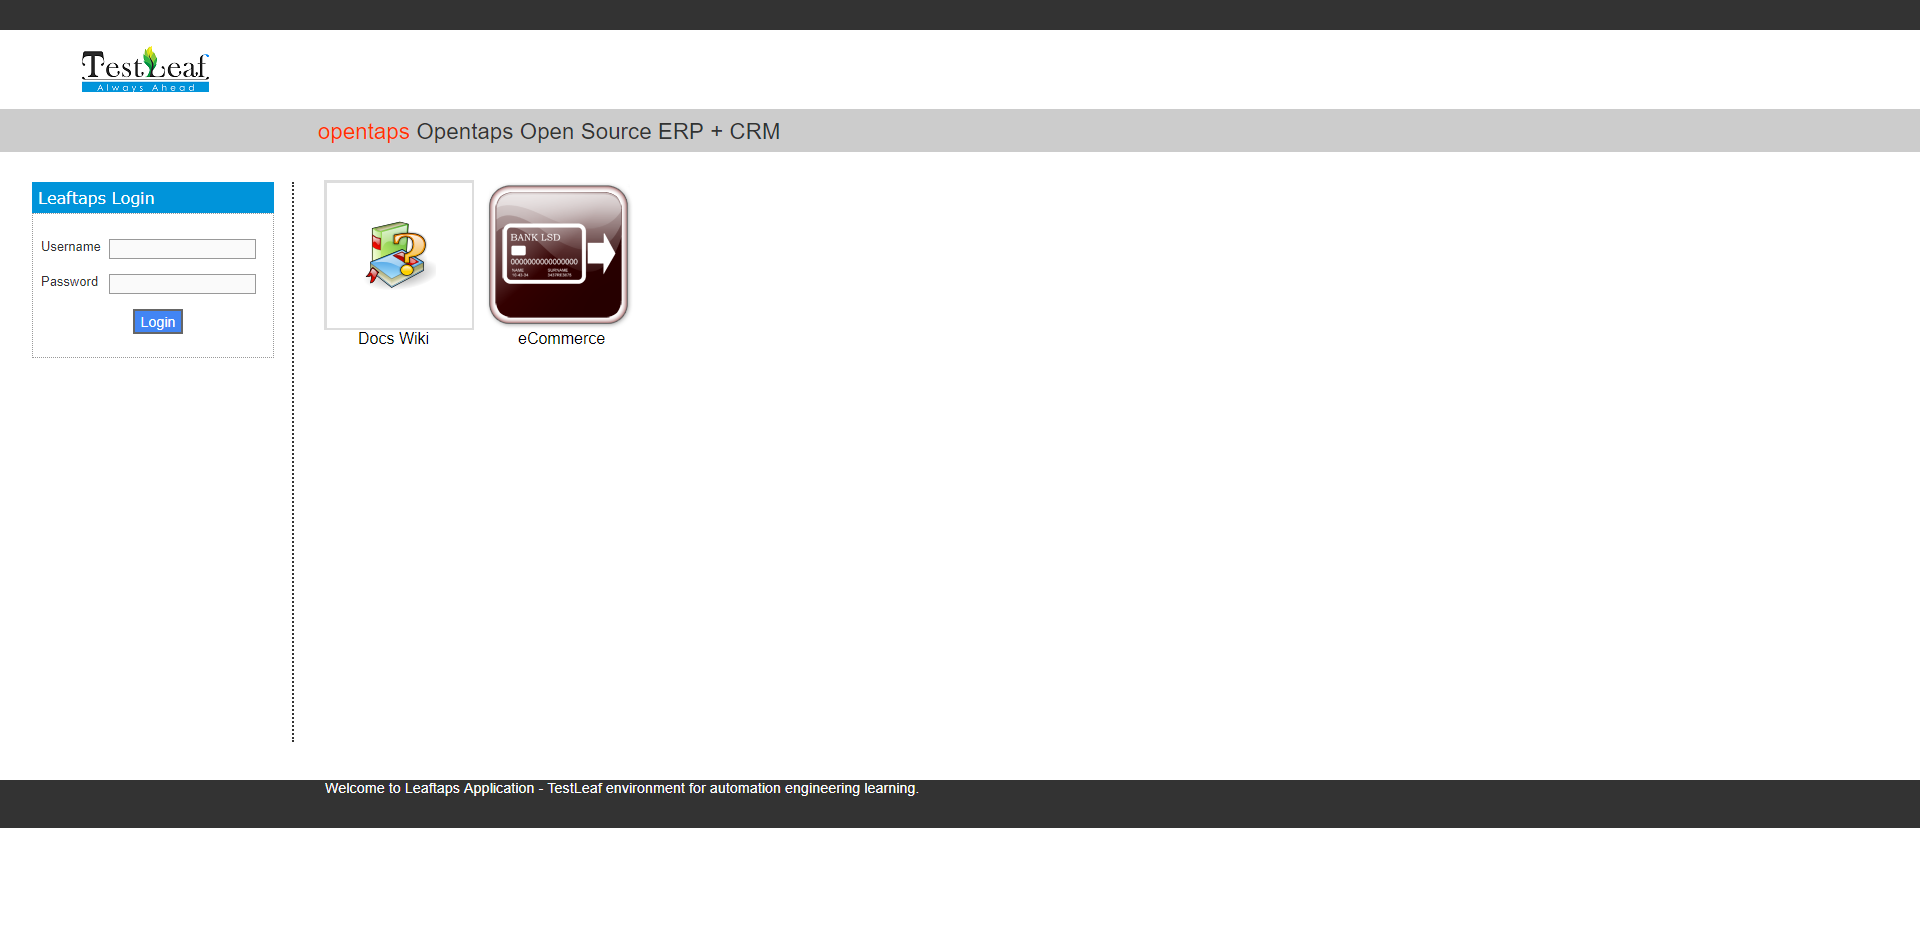 TestLeaf
Always Ahead
opentaps Opentaps Open Source ERP + CRM
Leaftaps Login
Username
Password
Login
BANK LSD
0000000000000000
NAME SURNAME
Docs Wiki
eCommerce
Welcome to Leaftaps Application - TestLeaf environment for automation engineering learning.